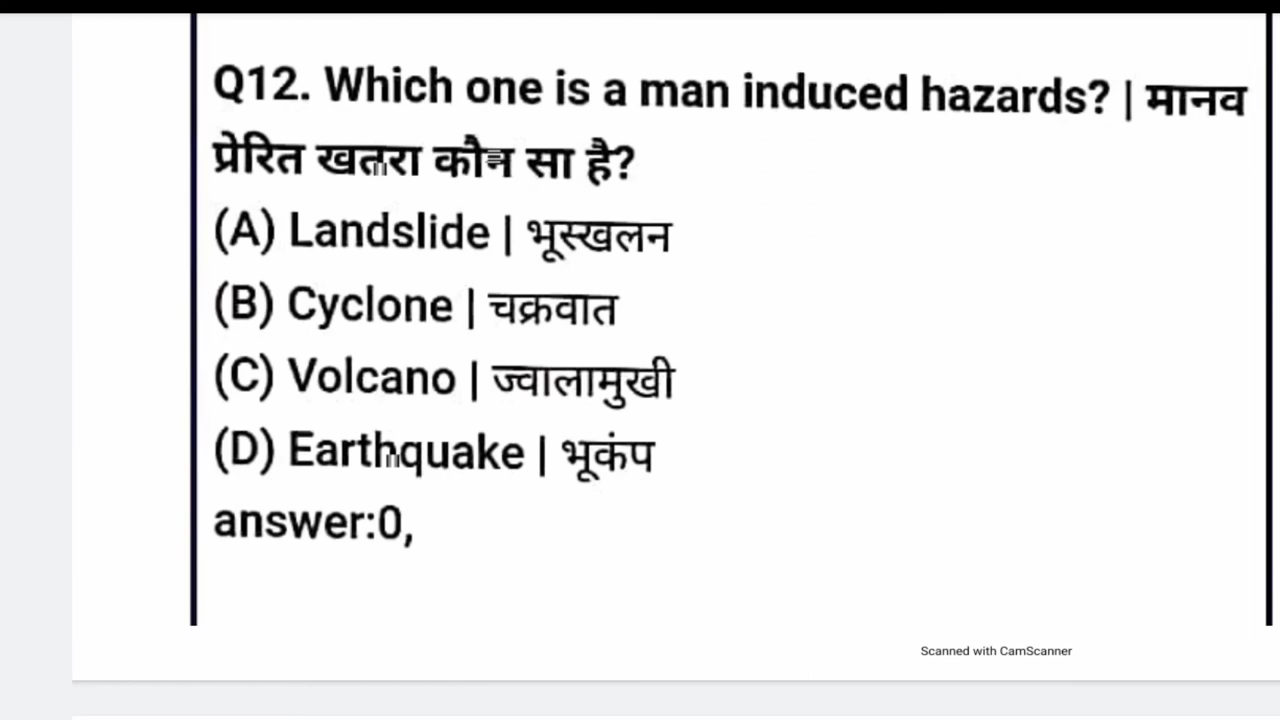 Q12. Which one is a man induced hazards? | मानव
प्रेरित खतरा कौन सा है?
(A) Landslide | भूस्खलन
(B) Cyclone | चक्रवात
(C) Volcano | ज्वालामुखी
(D) Earthquake | भूकंप
answer:0,
Scanned with CamScanner